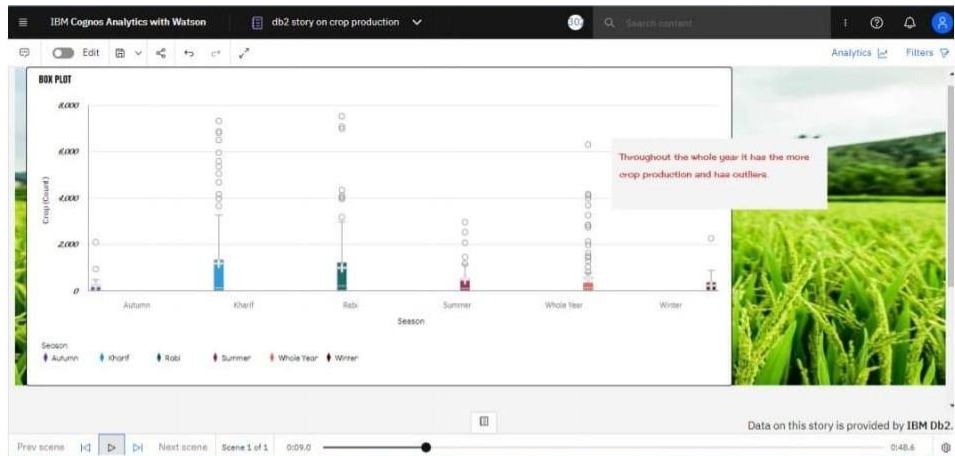 IBM Cognos Analytics with Watson
db2 story on crop production
Search content
Edit
Analytics
Filters
BOX PLOT
8,000
6,000
4,000
2,000
0
Crop (Count)
Autumn Kharif Rabi Summer Whole Year Winter
Season
Season
Autumn Kharif Rabi Summer Whole Year Winter
Throughout the whole year it has the more
crop production and has outliers.
Data on this story is provided by IBM Db2.
Prev scene Next scene Scene 1 of 1 0:09.0 0:48.6